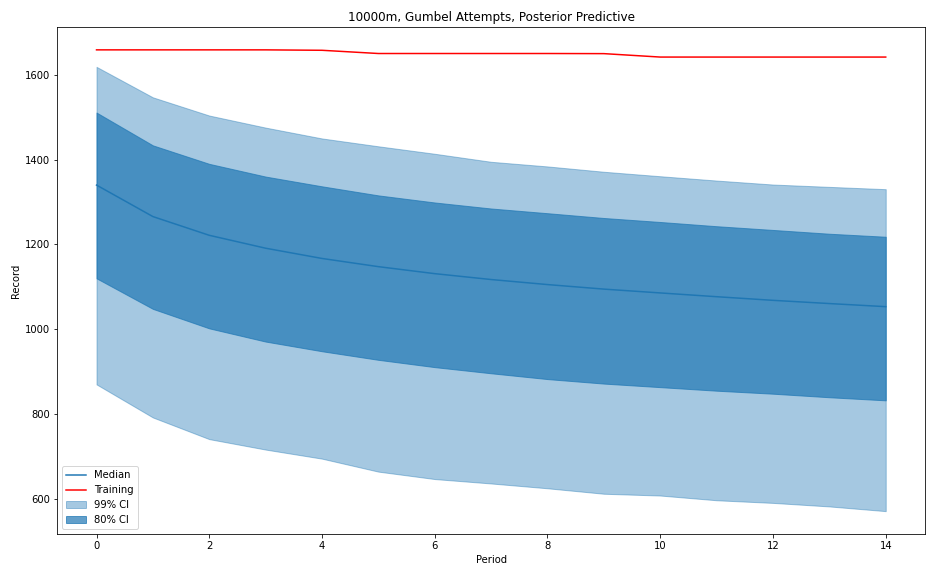 10000m, Gumbel Attempts, Posterior Predictive
1600
1400
1200
1000
800
600
Record
Median
Training
99% CI
80% CI
0 2 4 6 8 10 12 14
Period